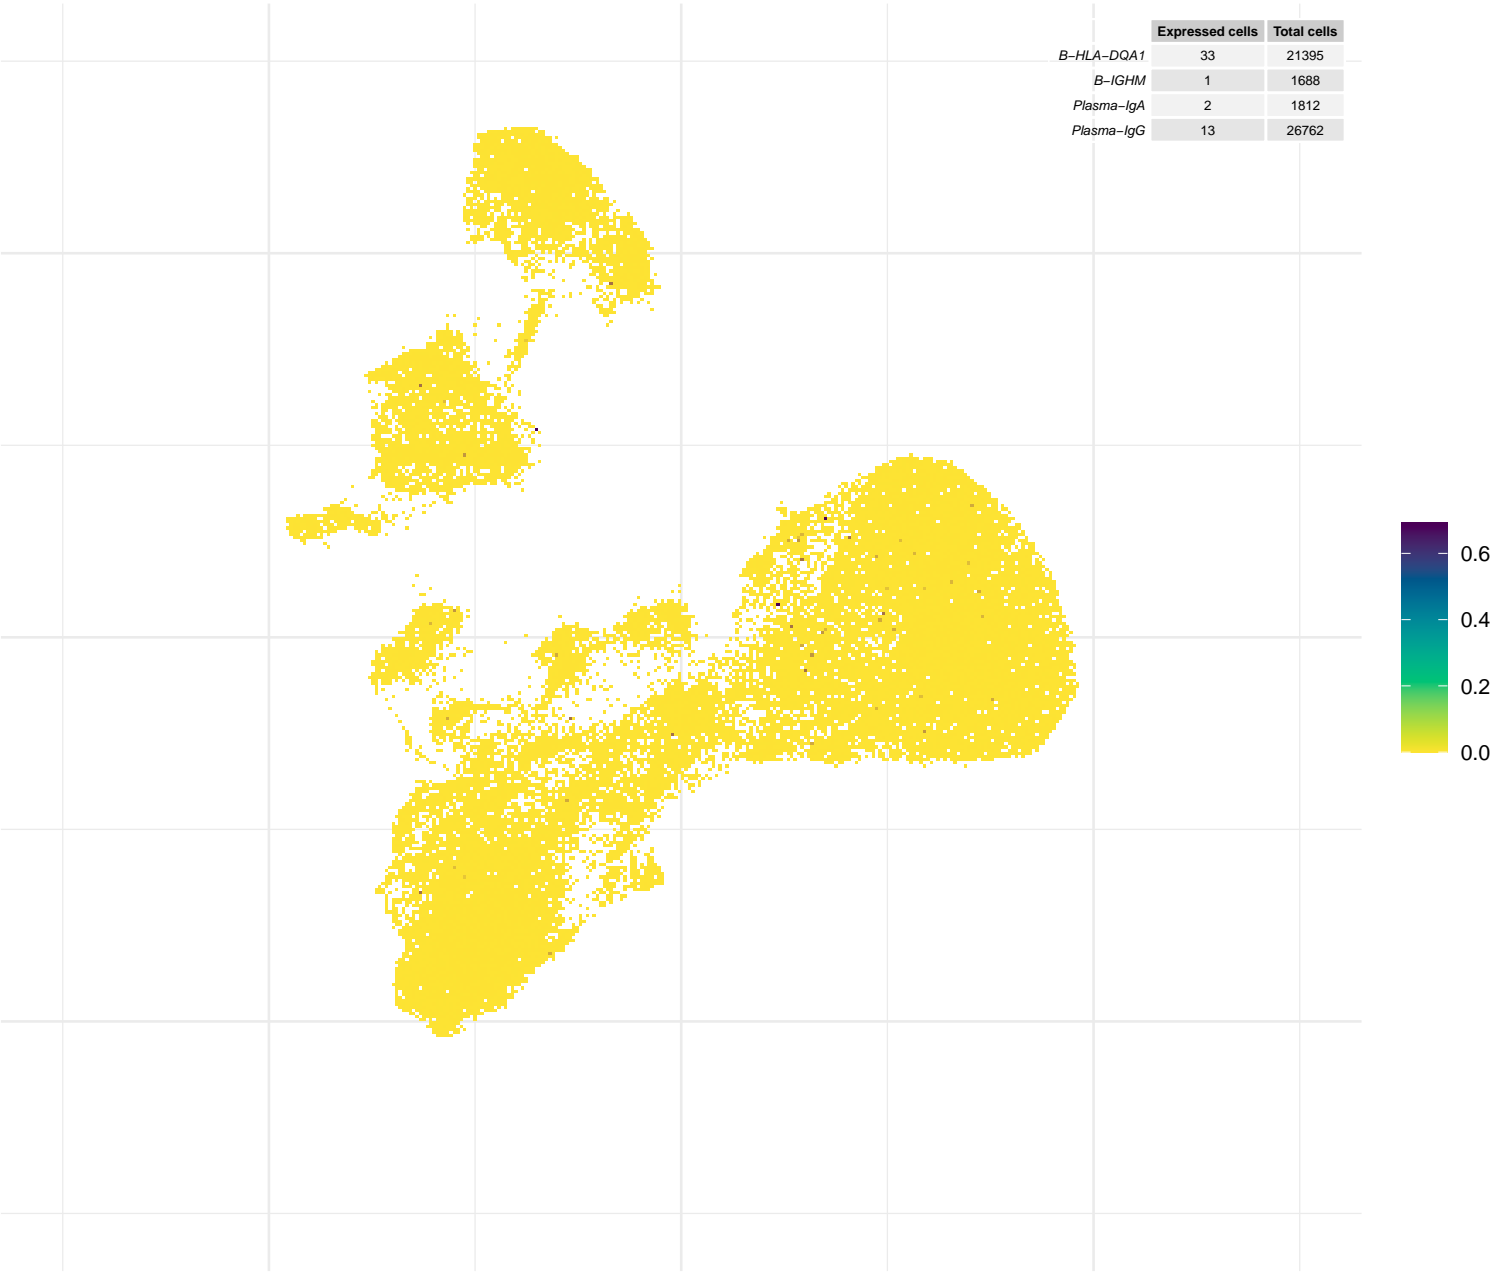 Expressed cells Total cells
B−HLA−DQA1 33 21395
B−IGHM 1 1688
Plasma−IgA 2 1812
Plasma−IgG 13 26762
0.6
0.4
0.2
0.0